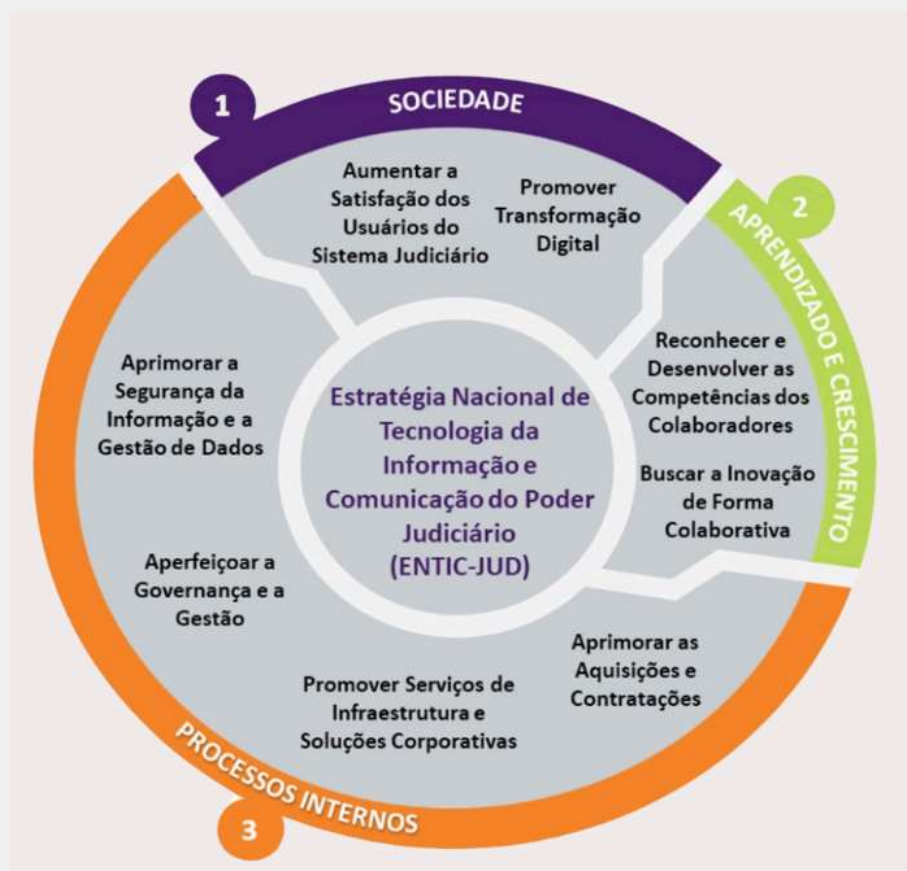 1
SOCIEDADE
Aumentar a
Satisfação dos
Usuários do
Sistema Judiciário
Promover
Transformação
Digital
2
APRENDIZADO E CRESCIMENTO
Reconhecer e
Desenvolver as
Competências dos
Colaboradores
Buscar a Inovação
de Forma
Colaborativa
Estratégia Nacional de
Tecnologia da
Informação e
Comunicação do Poder
Judiciário
(ENTIC-JUD)
Aprimorar a
Segurança da
Informação e a
Gestão de Dados
Aperfeiçoar a
Governança e a
Gestão
Promover Serviços de
Infraestrutura e
Soluções Corporativas
Aprimorar as
Aquisições e
Contratações
PROCESSOS INTERNOS
3